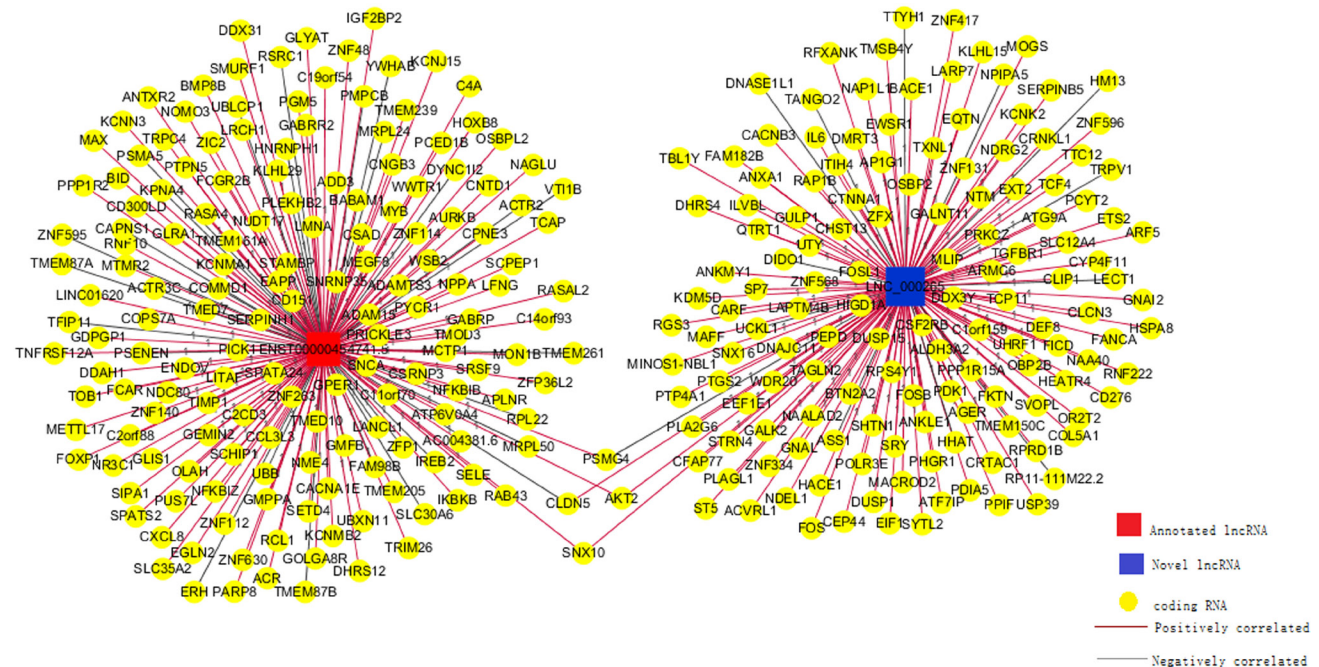 IGF2BP2
DDX31
GLYAT
RSRC1
ZNF48
YWHAB
KCNJ15
SMURF1
C19orf54
BMP8B
PGM5
PMPCB
C4A
ANTXR2
NOMO3
UBLCP1
TMEM239
HOXB8
KCNN3
TRPC4
LRCH1
GABRR2
MRPL24
PCED1B
OSBPL2
MAX
ZIC2
HNRNPH1
PSMA5
PTPN5
KLHL29
CNGB3
DYNC1I2
NAGLU
BID
FCGR2B
ADD3
WWTR1
CNTD1
VTI1B
PPP1R2
KPNA4
PLEKHB2
BABAM1
ACTR2
CD300LD
RASA4
NUDT17
LMNA
MYB
AURKB
TCAP
CAPNS1
GLRA1
TMEM161A
CSAD
ZNF114
CPNE3
ZNF595
RNF10
STAMBP
MEGF9
WSB2
TMEM87A
MTMR2
KCNMA1
EAPP
SNRNP35
ADAMTS3
NPPA
SCPEP1
LINC01620
ACTR3C
COMMD1
CD151
PYCR1
LFNG
RASAL2
TFIP11
COPS7A
TMED7
SERPINH1
ADAM15
GABRP
C14orf93
GDPGP1
PRICKLE3
TMOD3
TNFRSF12A
PSENEN
PICK1
ENST00000454741.8
MCTP1
MON1B
TMEM261
DDAH1
ENDOV
SPATA24
SNCA
CSRNP3
SRSF9
ZFP36L2
TOB1
FCAR
NDC80
LITAF
GPER1
NFKBIB
APLNR
ZNF140
TIMP1
ZNF263
C11orf70
RPL22
METTL17
C2orf88
C2CD3
TMED10
LANCL1
ATP6V0A4
MRPL50
FOXP1
NR3C1
GLIS1
GEMIN2
CCL3L3
GMFB
ZFP1
AC004381.6
SIPA1
OLAH
SCHIP1
UBB
NME4
FAM98B
IREB2
SELE
SPATS2
PUS7L
NFKBIZ
GMPPA
CACNA1E
TMEM205
IKBKB
RAB43
CXCL8
ZNF112
SETD4
UBXN11
SLC30A6
EGLN2
RCL1
KCNMB2
TRIM26
SLC35A2
ZNF630
GOLGA8R
DHRS12
ERH
PARP8
ACR
TMEM87B
PSMG4
CLDN5
AKT2
SNX10
TTYH1
ZNF417
RFXANK
TMSB4Y
KLHL15
MOGS
DNASE1L1
LARP7
NPIPA5
HM13
NAP1L1
BACE1
SERPINB5
TANGO2
EWSR1
EQTN
KCNK2
ZNF596
CACNB3
IL6
DMRT3
TXNL1
CRNKL1
TBL1Y
FAM182B
ITIH4
AP1G1
NDRG2
TTC12
ANXA1
RAP1B
OSBP2
ZNF131
TRPV1
DHRS4
ILVBL
CTNNA1
NTM
EXT2
TCF4
PCYT2
GULP1
ZFX
GALNT11
ETS2
QTRT1
CHST13
PRKCZ
ATG9A
ARF5
UTY
SLC12A4
DIDO1
MLIP
TGFBR1
CYP4F11
ANKMY1
FOSL1
ARMC6
CLIP1
LECT1
SP7
ZNF568
LNC_000265
KDM5D
LAPTM4B
HIGD1A
DDX3Y
TCP11
GNAI2
CARF
CLCN3
RGS3
UCKL1
CSF2RB
C1orf159
HSPA8
MAFF
PEPD
DUSP15
DEF8
FANCA
SNX16
DNAJC11
ALDH3A2
UHRF1
FICD
MINOS1-NBL1
TAGLN2
NAA40
PTGS2
RPS4Y1
PPP1R15A
OBP2B
RNF222
PTP4A1
WDR20
BTN2A2
PDK1
HEATR4
EEF1E1
FOSB
FKTN
SVOPL
CD276
PLA2G6
NAALAD2
AGER
OR2T2
STRN4
GALK2
SHTN1
ANKLE1
TMEM150C
COL5A1
CFAP77
GNAL
ASS1
SRY
HHAT
RPRD1B
ZNF334
POLR3E
PHGR1
CRTAC1
PLAGL1
HACE1
MACROD2
RP11-111M22.2
ST5
NDEL1
DUSP1
PDIA5
ACVRL1
ATF7IP
PPIF
USP39
FOS
CEP44
EIF1
SYTL2
Annotated lncRNA
Novel lncRNA
coding RNA
Positively correlated
Negatively correlated